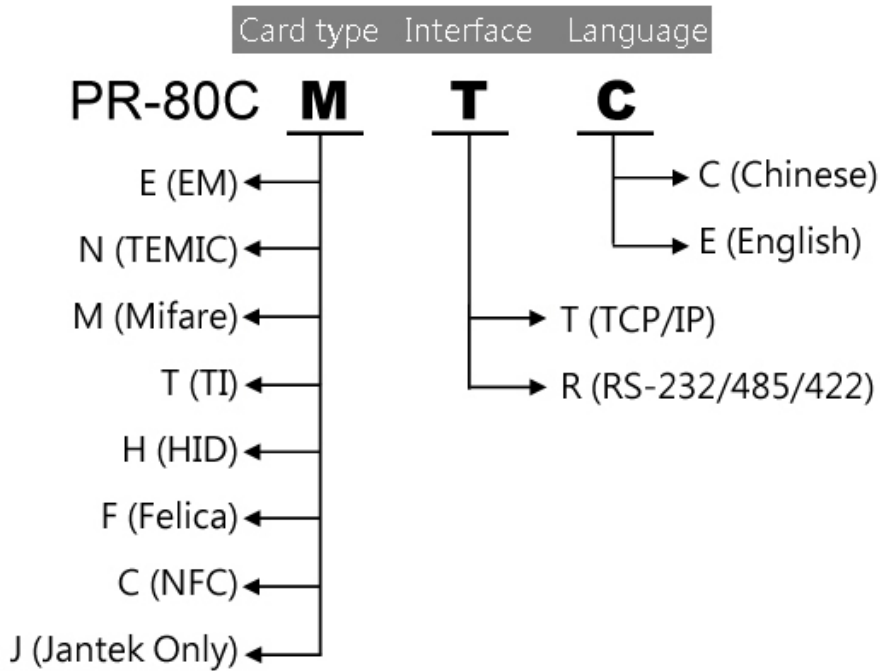 Card type Interface Language
PR-80C M T C
E (EM)
N (TEMIC)
M (Mifare)
T (TI)
H (HID)
F (Felica)
C (NFC)
J (Jantek Only)
T (TCP/IP)
R (RS-232/485/422)
C (Chinese)
E (English)